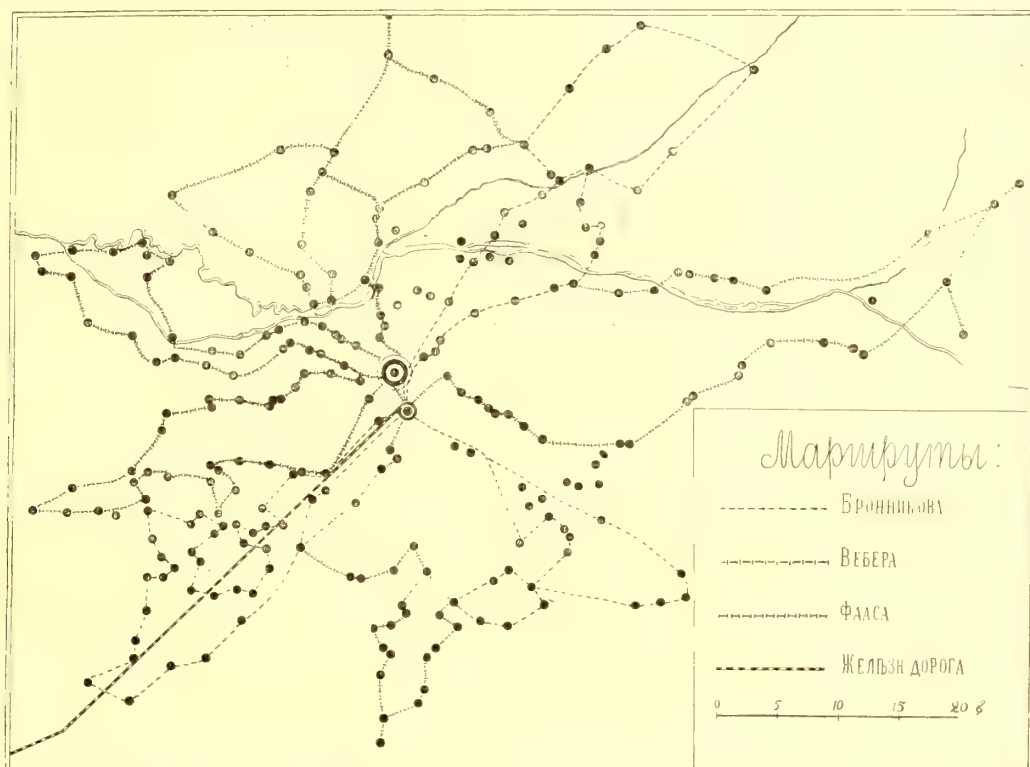 Маршруты:
Бронникова
Вебера
Фааса
Желѣзн дорога
0 5 10 15 20 в